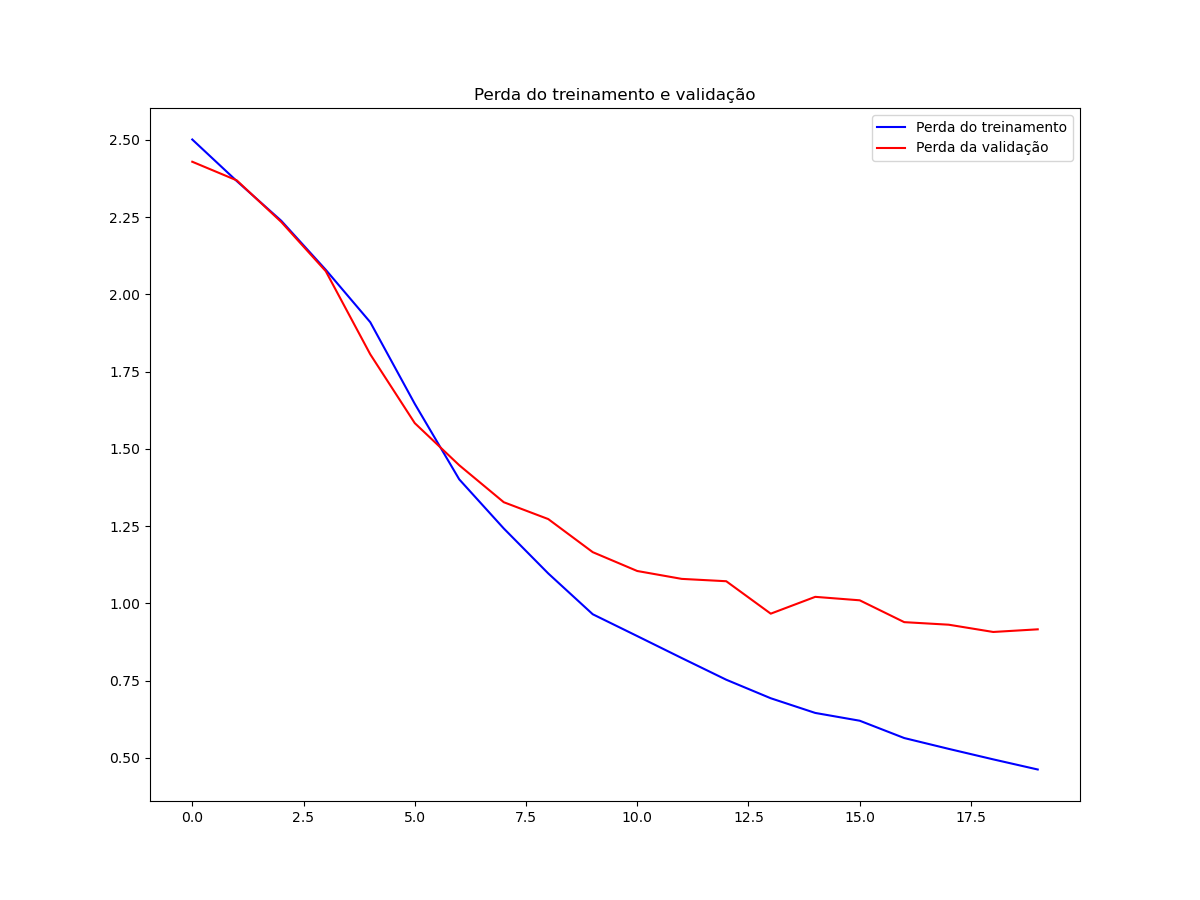 Perda do treinamento e validação
Perda do treinamento
Perda da validação
2.50
2.25
2.00
1.75
1.50
1.25
1.00
0.75
0.50
0.0 2.5 5.0 7.5 10.0 12.5 15.0 17.5